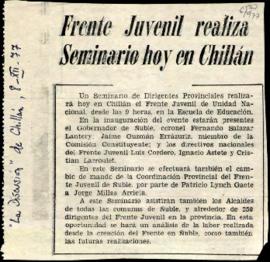 Frente Juvenil realiza
Seminario hoy en Chillán
Un Seminario de Dirigentes Provinciales realiza-
rá hoy en Chillán el Frente Juvenil de Unidad Na-
cional, desde las 9 horas, en la Escuela de Educación.
En la inauguración del evento estarán presentes
el Gobernador de Ñuble, coronel Fernando Salazar
Lantery; Jaime Guzmán Errázuriz, miembro de la
Comisión Constituyente; y los directivos nacionales
del Frente Juvenil Luis Cordero, Ignacio Astete y Cris-
tian Larroulet.
En este Seminario se efectuará también el cam-
bio de mando de la Coordinación Provincial del Fren-
te Juvenil de Ñuble, por parte de Patricio Lynch Gaete
a Jorge Millas Arrieta.
A este Seminario asistirán también los Alcaldes
de todas las comunas de Ñuble, y alrededor de 250
dirigentes del Frente Juvenil en la provincia. En esta
oportunidad se hará un análisis de la labor realizada
desde la creación del Frente en Ñuble, como también
las futuras realizaciones.
"La Discusión" de Chillán, 8-XII-77